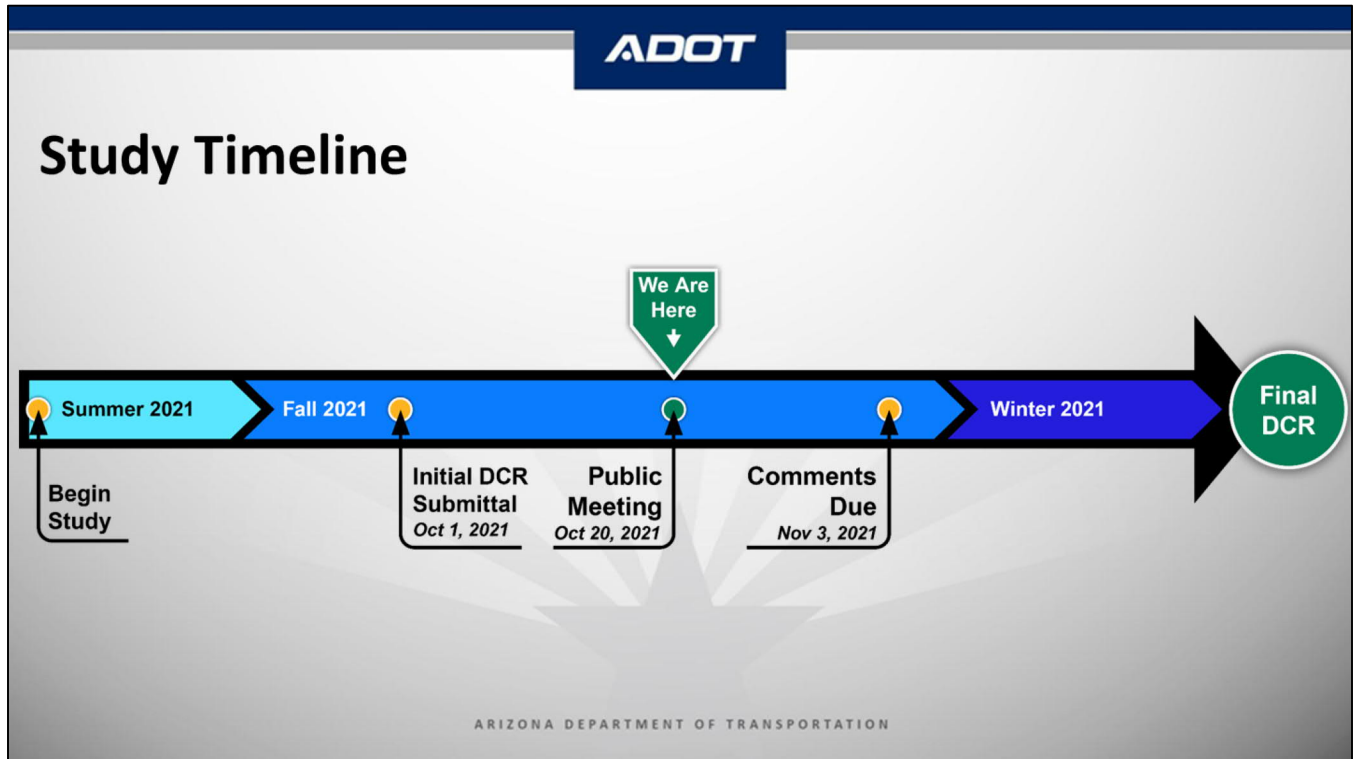 ADOT
Study Timeline
We Are
Here
Summer 2021
Fall 2021
Winter 2021
Final
DCR
Begin
Study
Initial DCR
Submittal
Oct 1, 2021
Public
Meeting
Oct 20, 2021
Comments
Due
Nov 3, 2021
ARIZONA DEPARTMENT OF TRANSPORTATION